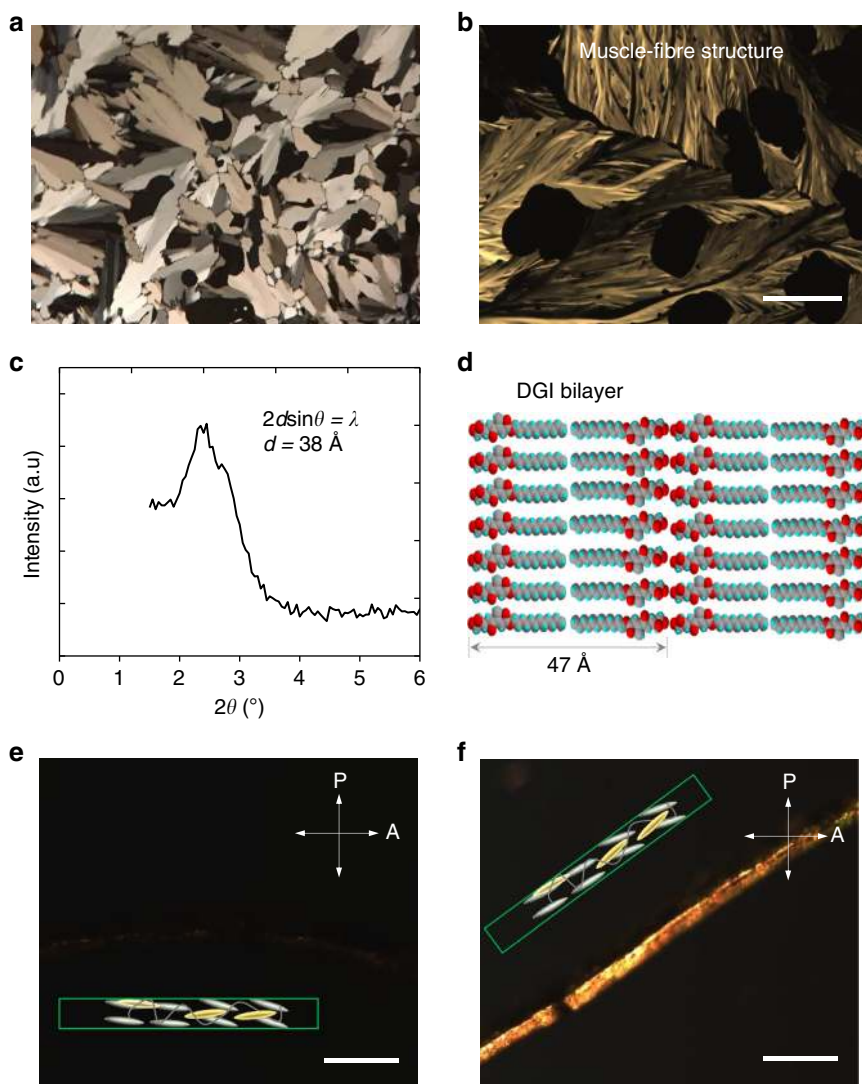 a
b
Muscle-fibre structure
c
Intensity (a.u)
2dsinθ = λ
d = 38 Å
0
1
2
3
4
5
6
2θ (°)
d
DGI bilayer
47 Å
e
P
A
f
P
A